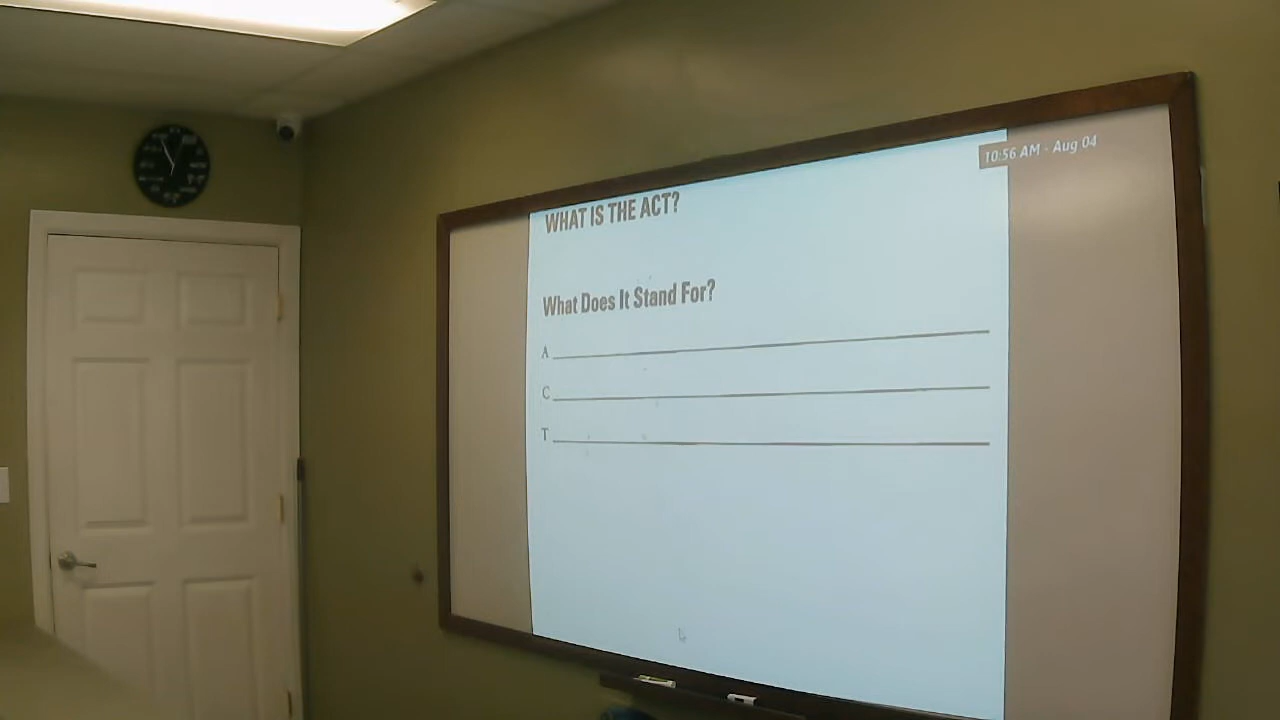 10:56 AM - Aug 04
WHAT IS THE ACT?
What Does It Stand For?
A
C
T